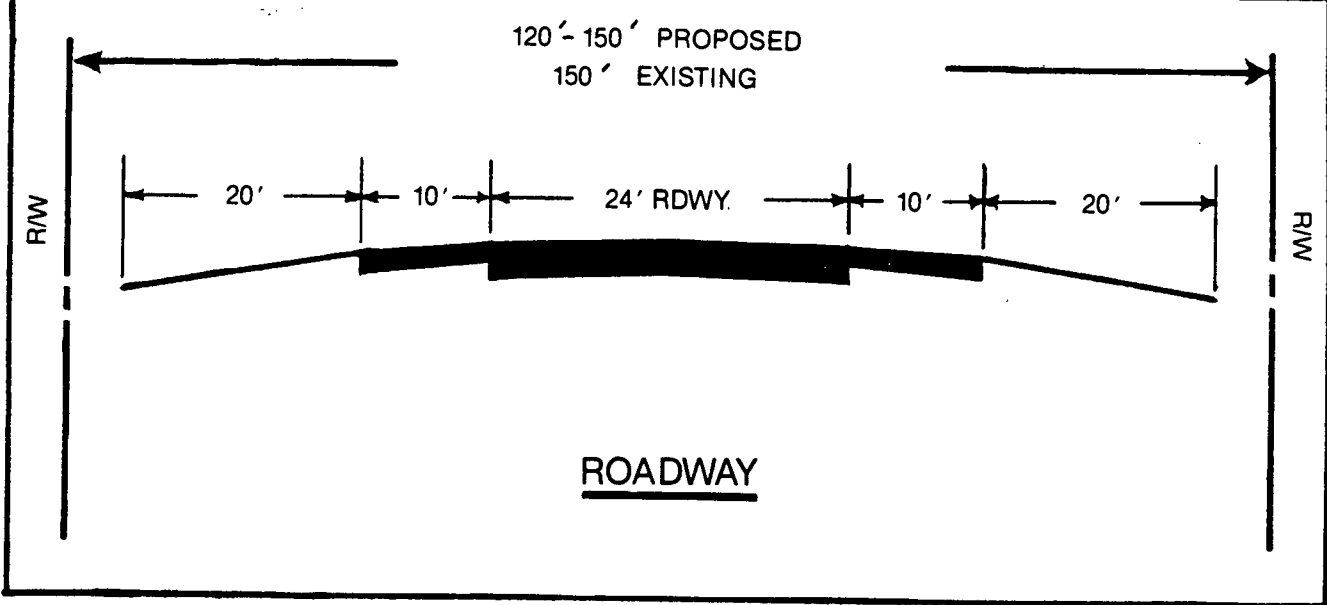 120′- 150′ PROPOSED
150′ EXISTING
20′ 10′ 24′ RDWY. 10′ 20′
R/W
R/W
ROADWAY